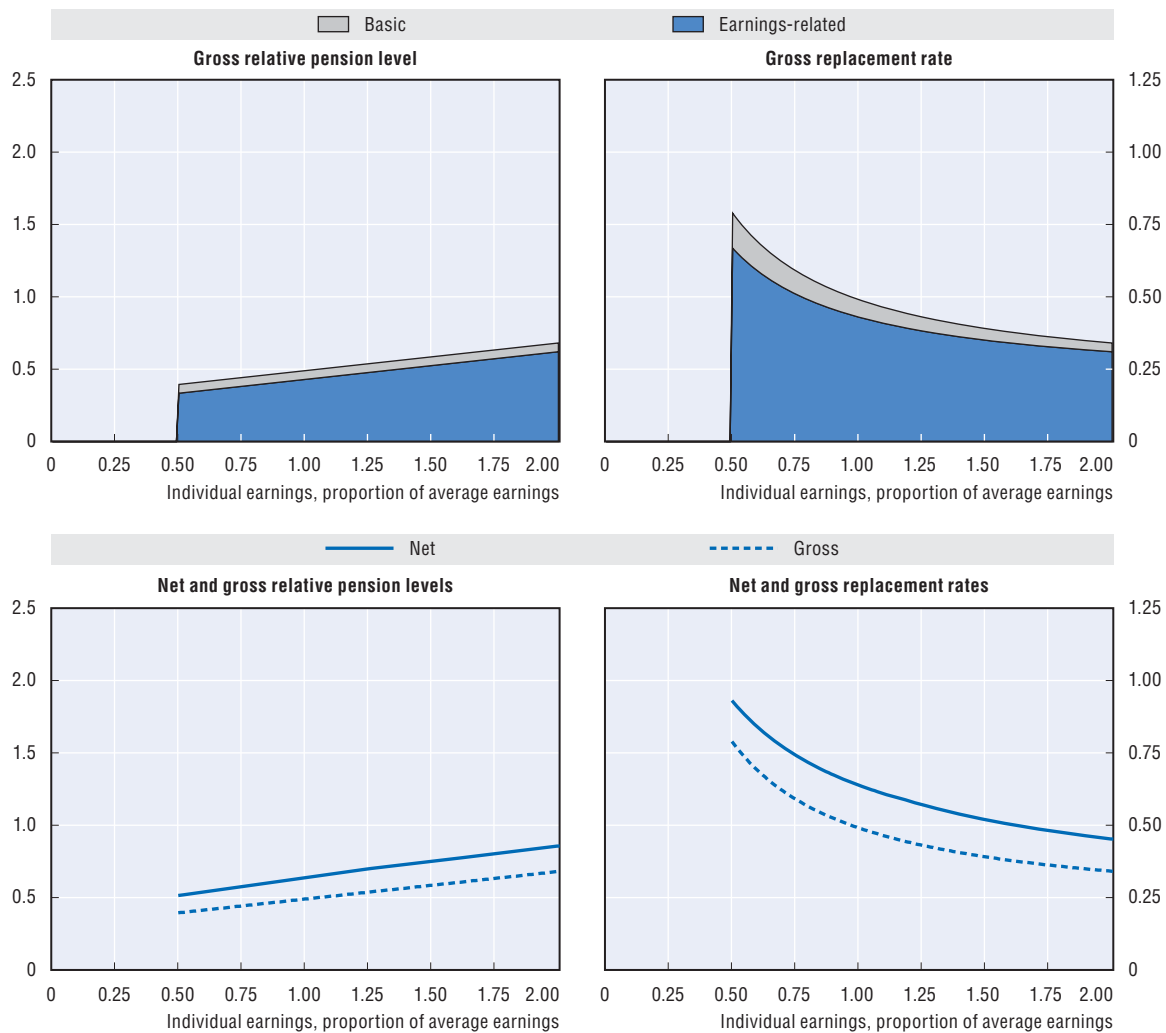 Basic Earnings-related
Gross relative pension level Gross replacement rate
2.5 1.25
2.0 1.00
1.5 0.75
1.0 0.50
0.5 0.25
0 0
0 0.25 0.50 0.75 1.00 1.25 1.50 1.75 2.00 0 0.25 0.50 0.75 1.00 1.25 1.50 1.75 2.00
Individual earnings, proportion of average earnings Individual earnings, proportion of average earnings
Net Gross
Net and gross relative pension levels Net and gross replacement rates
2.5 1.25
2.0 1.00
1.5 0.75
1.0 0.50
0.5 0.25
0 0
0 0.25 0.50 0.75 1.00 1.25 1.50 1.75 2.00 0 0.25 0.50 0.75 1.00 1.25 1.50 1.75 2.00
Individual earnings, proportion of average earnings Individual earnings, proportion of average earnings